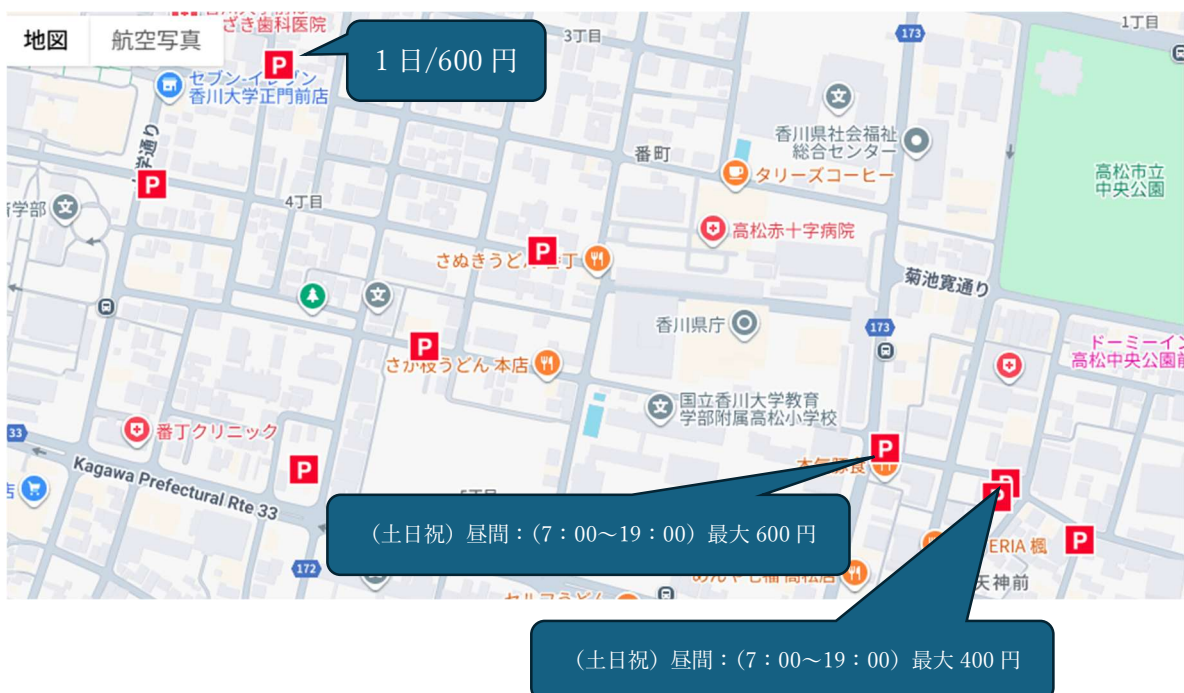 地図
航空写真
ざき歯科医院
1 日/600 円
3丁目
173
1丁目
セブン-イレブン
香川大学正門前店
香川県社会福祉
総合センター
番町
タリーズコーヒー
高松市立
中央公園
4丁目
学部
高松赤十字病院
さぬきうどん 番丁
菊池寛通り
香川県庁
173
ドーミーイン
高松中央公園前
さか枝うどん 本店
国立香川大学教育
学部附属高松小学校
33
番丁クリニック
Kagawa Prefectural Rte 33
店
（土日祝）昼間：（7：00～19：00）最大 600 円
ERIA 楓
172
天神前
（土日祝）昼間：（7：00～19：00）最大 400 円